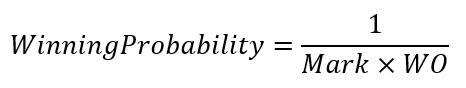 WinningProbability = 1 / (Mark × WO)